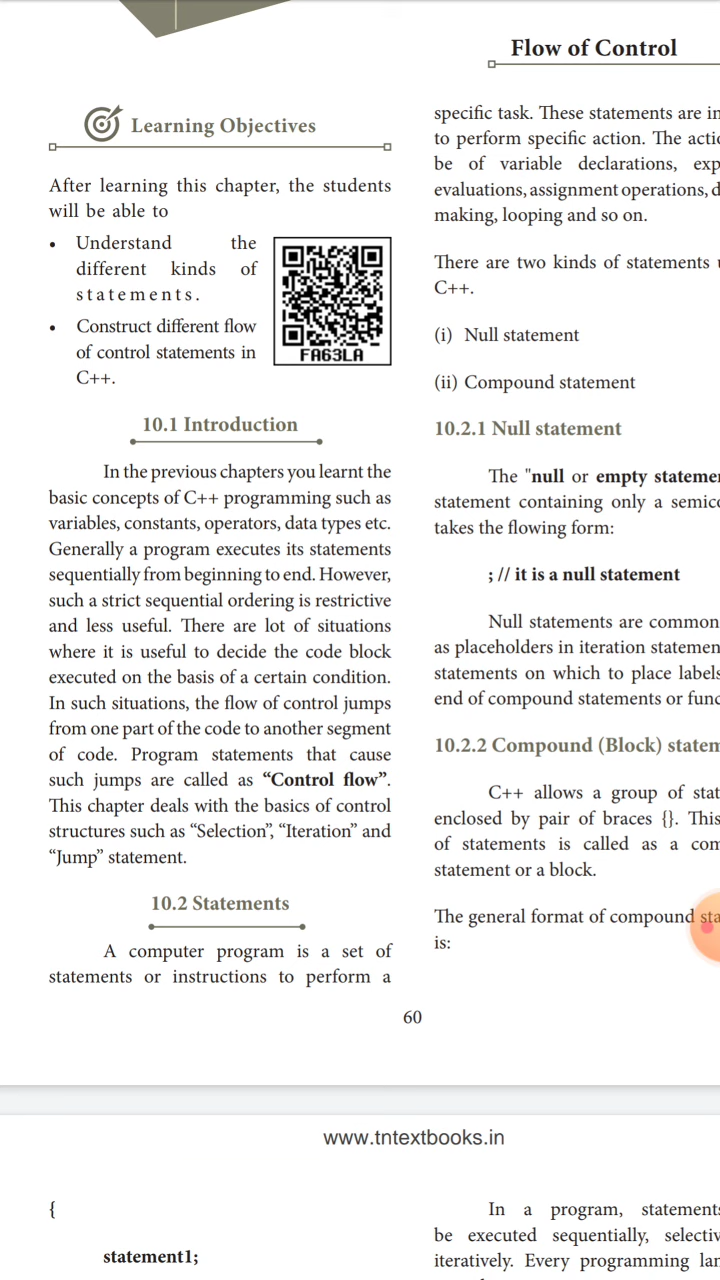 Flow of Control
Learning Objectives
After learning this chapter, the students
will be able to
• Understand the
different kinds of
statements.
• Construct different flow
of control statements in
C++.
FA63LA
10.1 Introduction
In the previous chapters you learnt the
basic concepts of C++ programming such as
variables, constants, operators, data types etc.
Generally a program executes its statements
sequentially from beginning to end. However,
such a strict sequential ordering is restrictive
and less useful. There are lot of situations
where it is useful to decide the code block
executed on the basis of a certain condition.
In such situations, the flow of control jumps
from one part of the code to another segment
of code. Program statements that cause
such jumps are called as “Control flow”.
This chapter deals with the basics of control
structures such as “Selection”, “Iteration” and
“Jump” statement.
10.2 Statements
A computer program is a set of
statements or instructions to perform a
specific task. These statements are in
to perform specific action. The actio
be of variable declarations, exp
evaluations, assignment operations, d
making, looping and so on.
There are two kinds of statements u
C++.
(i) Null statement
(ii) Compound statement
10.2.1 Null statement
The "null or empty stateme
statement containing only a semico
takes the flowing form:
; // it is a null statement
Null statements are common
as placeholders in iteration statemen
statements on which to place labels
end of compound statements or func
10.2.2 Compound (Block) statem
C++ allows a group of stat
enclosed by pair of braces {}. This
of statements is called as a com
statement or a block.
The general format of compound sta
is:
60
www.tntextbooks.in
{
statement1;
In a program, statements
be executed sequentially, selectiv
iteratively. Every programming lan